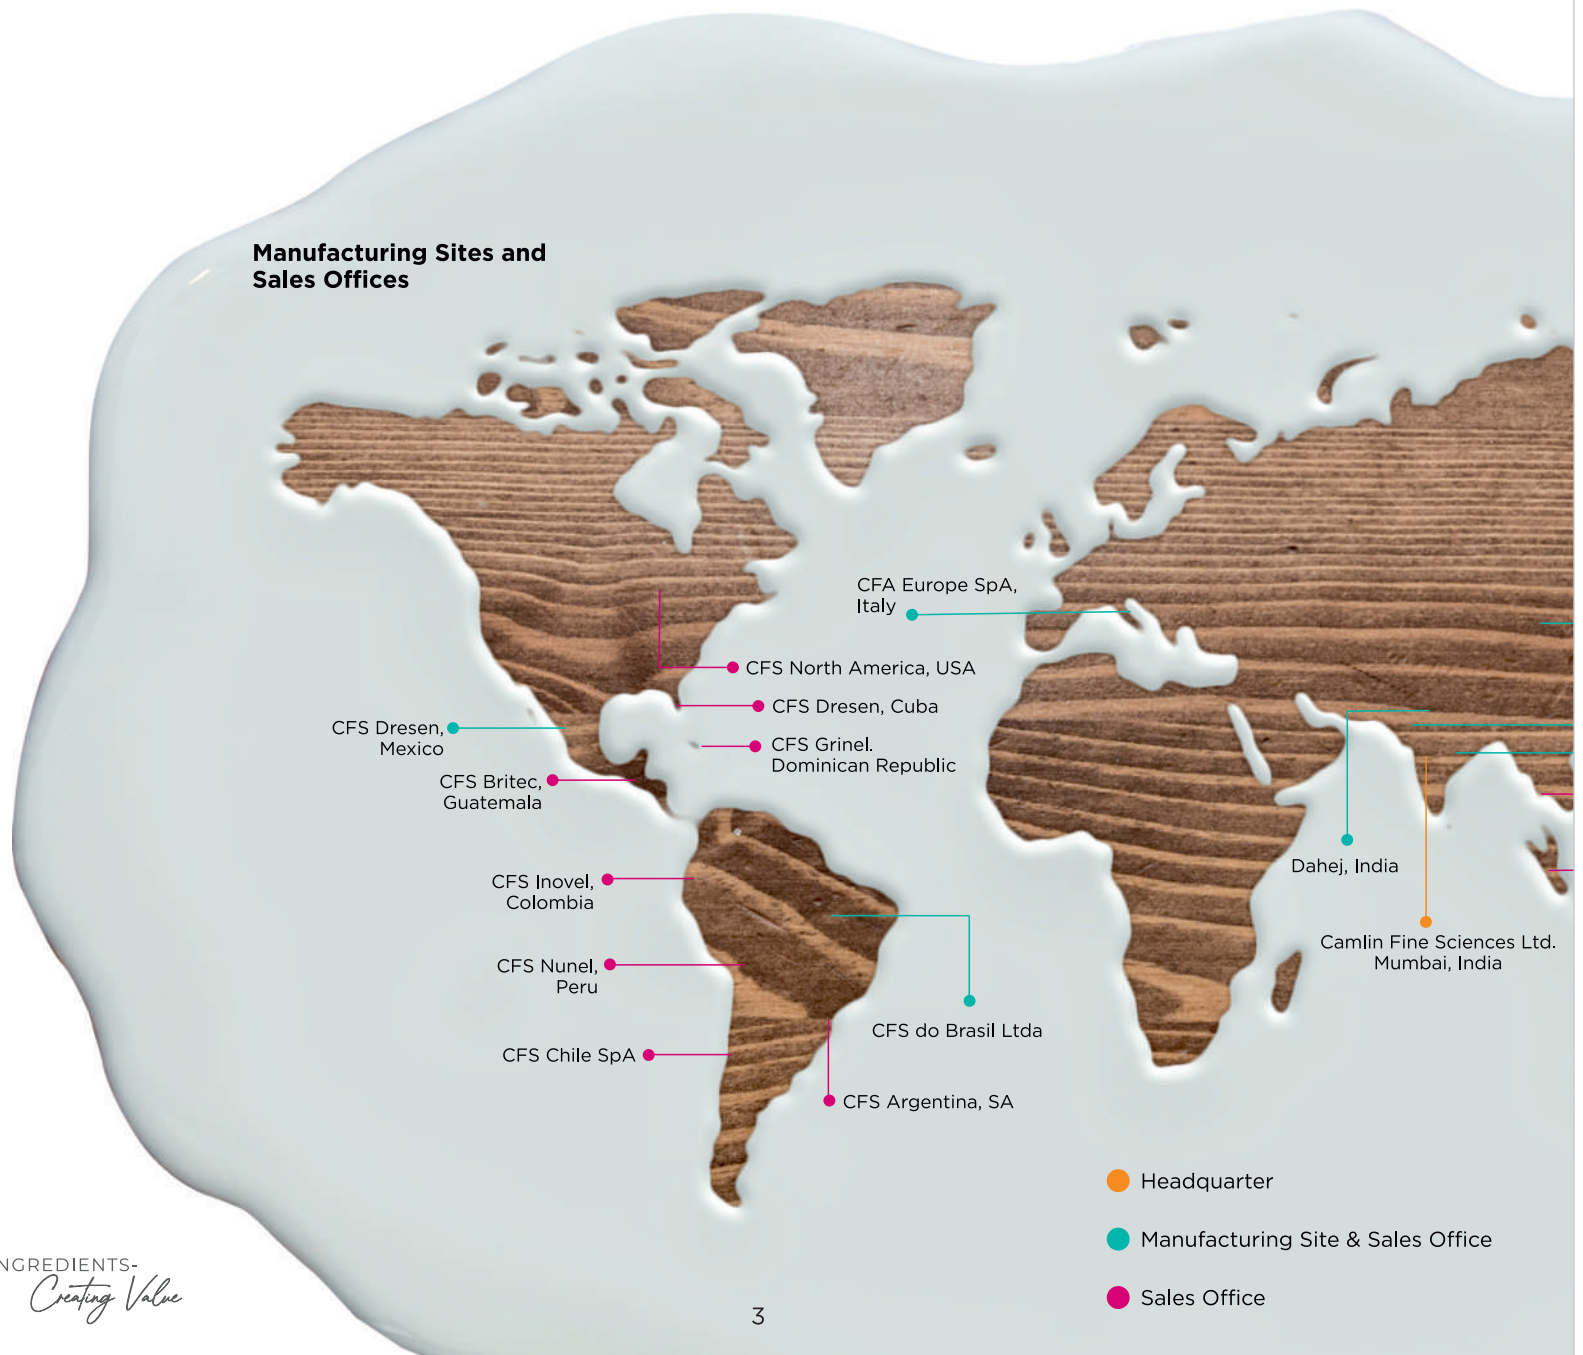 Manufacturing Sites and
Sales Offices
CFA Europe SpA,
Italy
CFS North America, USA
CFS Dresen, Cuba
CFS Dresen,
Mexico
CFS Grinel.
Dominican Republic
CFS Britec,
Guatemala
Dahej, India
CFS Inovel,
Colombia
Camlin Fine Sciences Ltd.
Mumbai, India
CFS Nunel,
Peru
CFS do Brasil Ltda
CFS Chile SpA
CFS Argentina, SA
Headquarter
Manufacturing Site & Sales Office
Sales Office
NGREDIENTS-
Creating Value
3